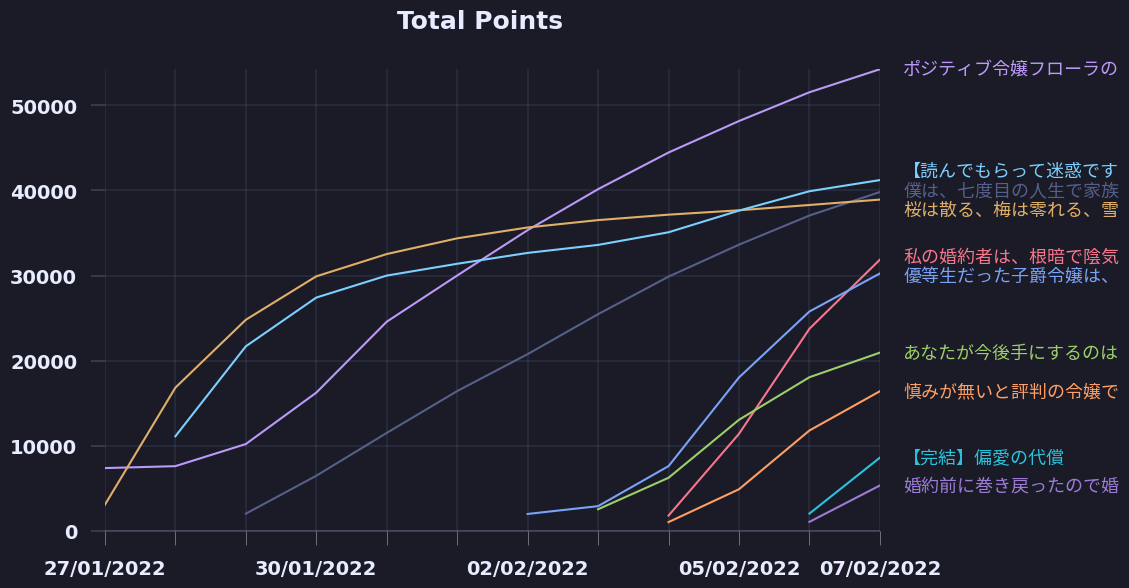 Total Points
50000
40000
30000
20000
10000
0
27/01/2022
30/01/2022
02/02/2022
05/02/2022
07/02/2022
ポジティブ令嬢フローラの
【読んでもらって迷惑です
僕は、七度目の人生で家族
桜は散る、梅は零れる、雪
私の婚約者は、根暗で陰気
優等生だった子爵令嬢は、
あなたが今後手にするのは
慎みが無いと評判の令嬢で
【完結】偏愛の代償
婚約前に巻き戻ったので婚